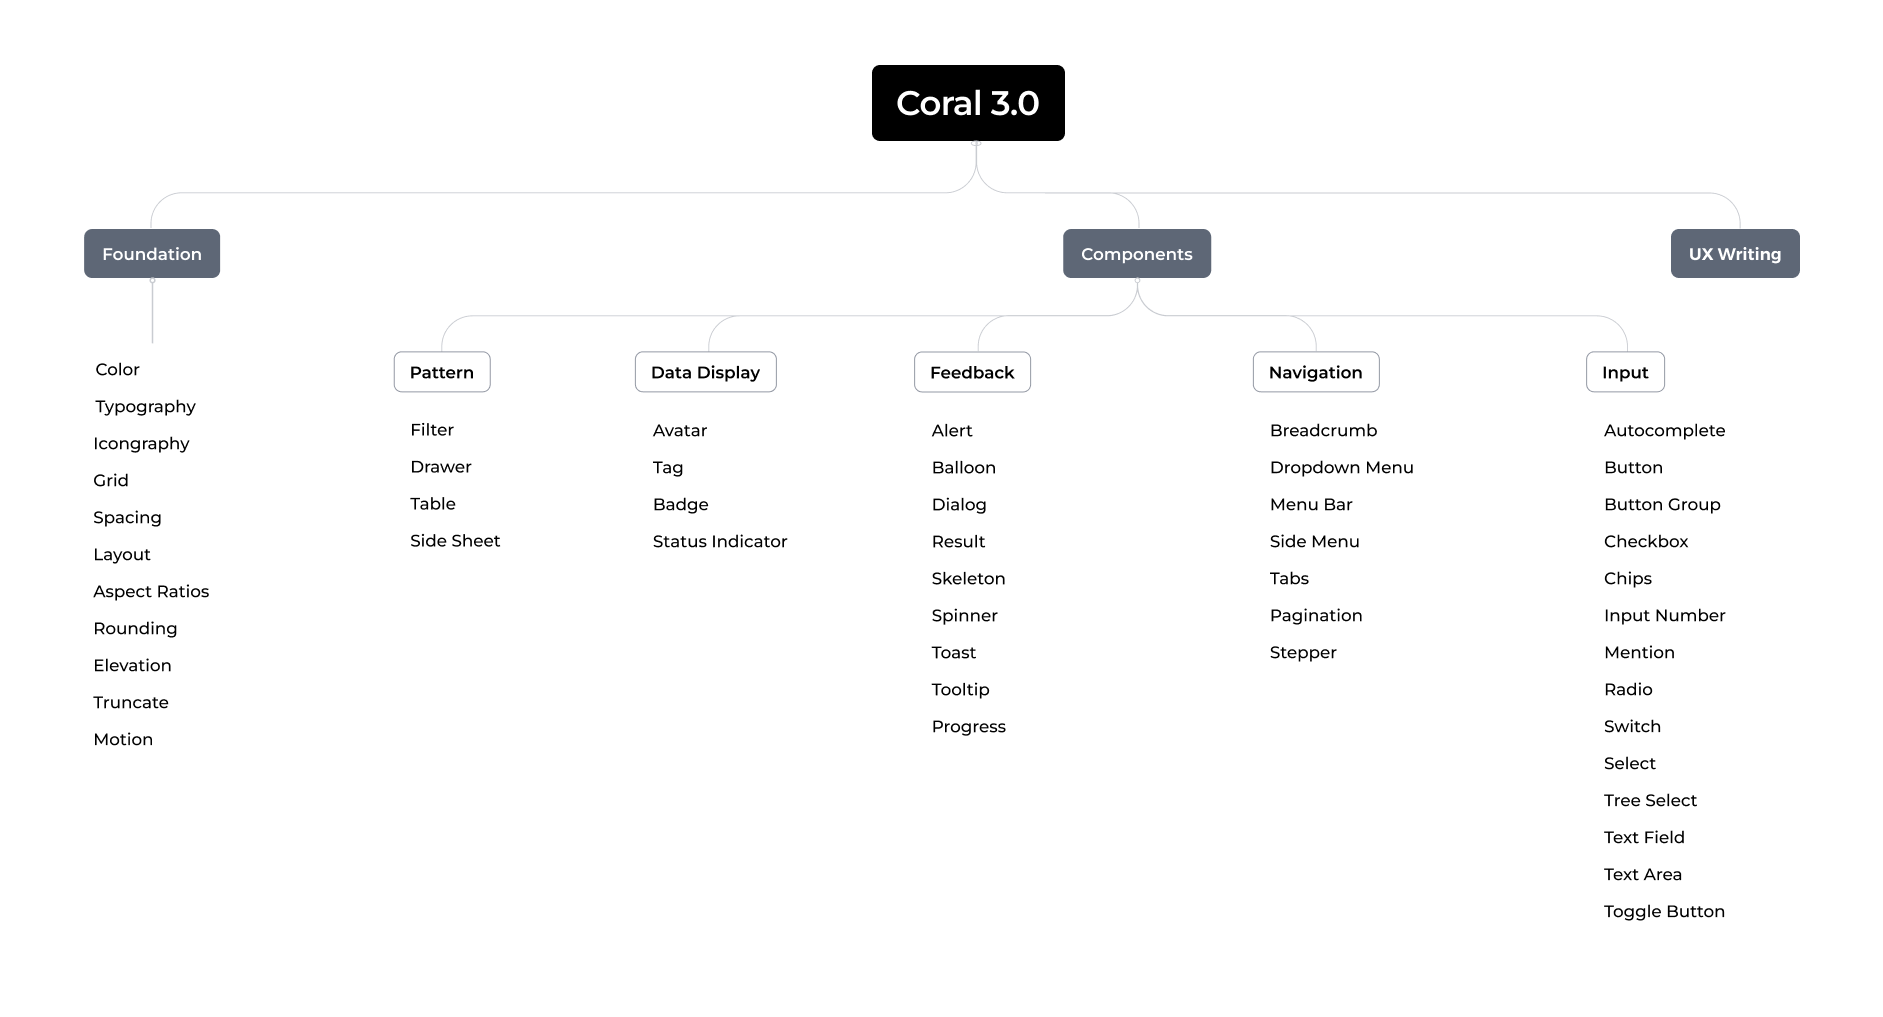 Coral 3.0
Foundation
Components
UX Writing
Color
Typography
Icongraphy
Grid
Spacing
Layout
Aspect Ratios
Rounding
Elevation
Truncate
Motion
Pattern
Filter
Drawer
Table
Side Sheet
Data Display
Avatar
Tag
Badge
Status Indicator
Feedback
Alert
Balloon
Dialog
Result
Skeleton
Spinner
Toast
Tooltip
Progress
Navigation
Breadcrumb
Dropdown Menu
Menu Bar
Side Menu
Tabs
Pagination
Stepper
Input
Autocomplete
Button
Button Group
Checkbox
Chips
Input Number
Mention
Radio
Switch
Select
Tree Select
Text Field
Text Area
Toggle Button